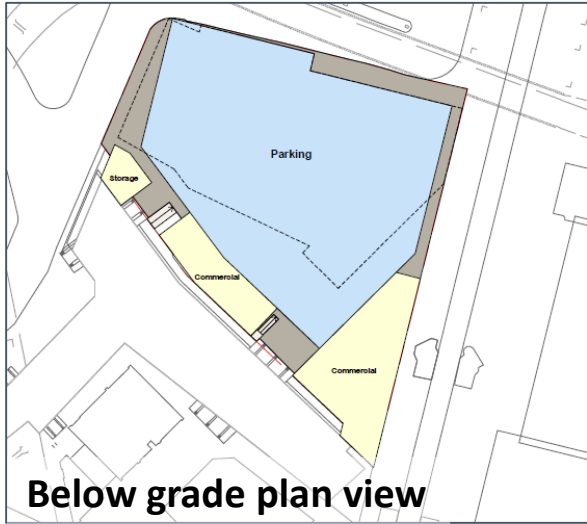 Parking
Storage
Commercial
Commercial
Below grade plan view